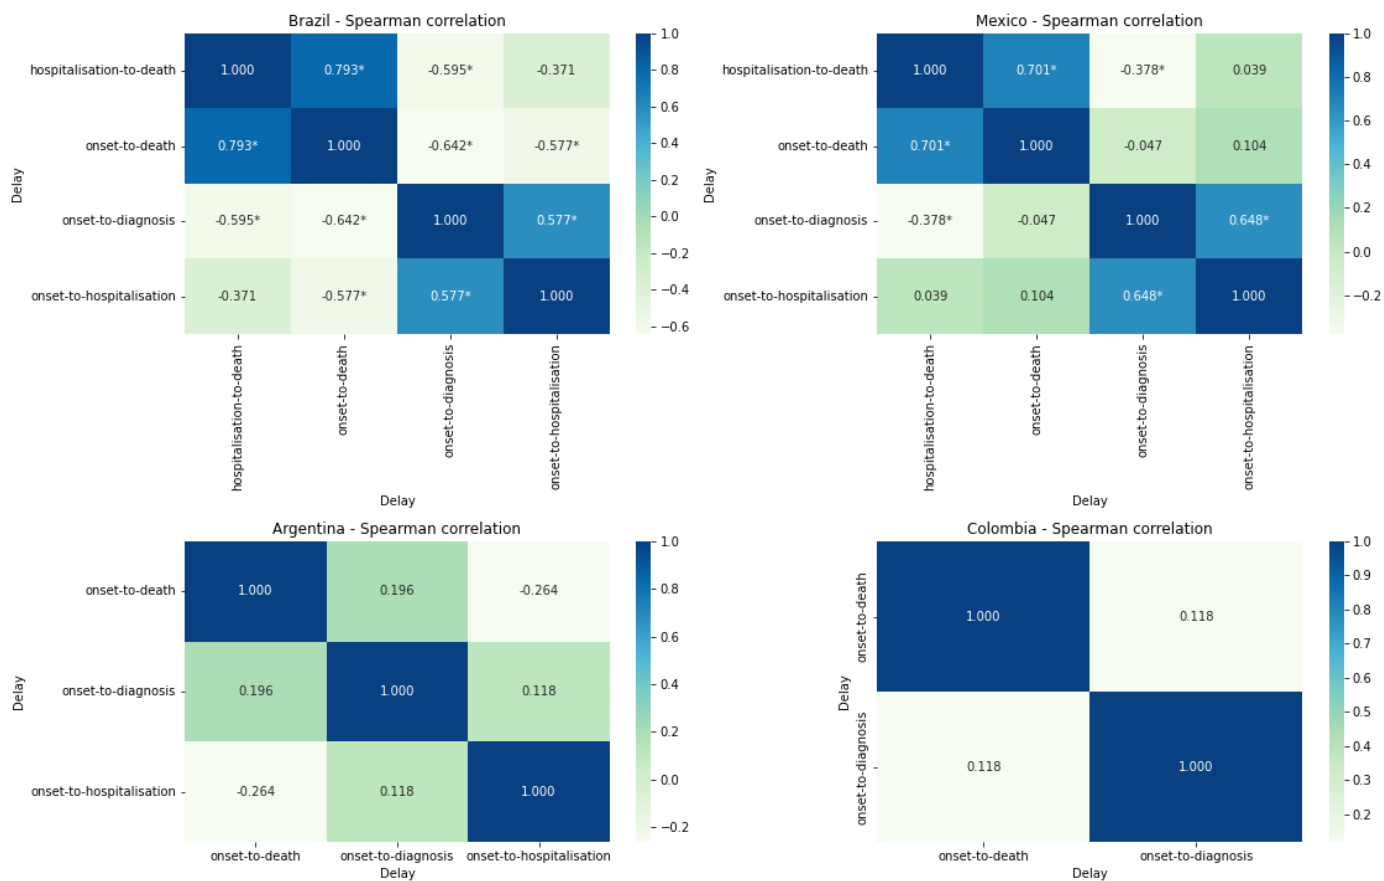 Brazil - Spearman correlation
hospitalisation-to-death
1.000 0.793* -0.595* -0.371
onset-to-death
0.793* 1.000 -0.642* -0.577*
onset-to-diagnosis
-0.595* -0.642* 1.000 0.577*
onset-to-hospitalisation
-0.371 -0.577* 0.577* 1.000
Delay
hospitalisation-to-death
onset-to-death
onset-to-diagnosis
onset-to-hospitalisation
Delay
1.0
0.8
0.6
0.4
0.2
0.0
−0.2
−0.4
−0.6
Mexico - Spearman correlation
hospitalisation-to-death
1.000 0.701* -0.378* 0.039
onset-to-death
0.701* 1.000 -0.047 0.104
onset-to-diagnosis
-0.378* -0.047 1.000 0.648*
onset-to-hospitalisation
0.039 0.104 0.648* 1.000
Delay
hospitalisation-to-death
onset-to-death
onset-to-diagnosis
onset-to-hospitalisation
Delay
1.0
0.8
0.6
0.4
0.2
0.0
−0.2
Argentina - Spearman correlation
onset-to-death
1.000 0.196 -0.264
onset-to-diagnosis
0.196 1.000 0.118
onset-to-hospitalisation
-0.264 0.118 1.000
Delay
onset-to-death onset-to-diagnosis onset-to-hospitalisation
Delay
1.0
0.8
0.6
0.4
0.2
0.0
−0.2
Colombia - Spearman correlation
onset-to-death
1.000 0.118
onset-to-diagnosis
0.118 1.000
Delay
onset-to-death onset-to-diagnosis
Delay
1.0
0.9
0.8
0.7
0.6
0.5
0.4
0.3
0.2